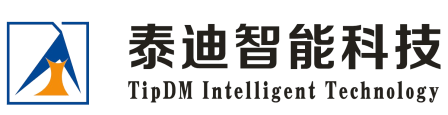 泰迪智能科技
TipDM Intelligent Technology